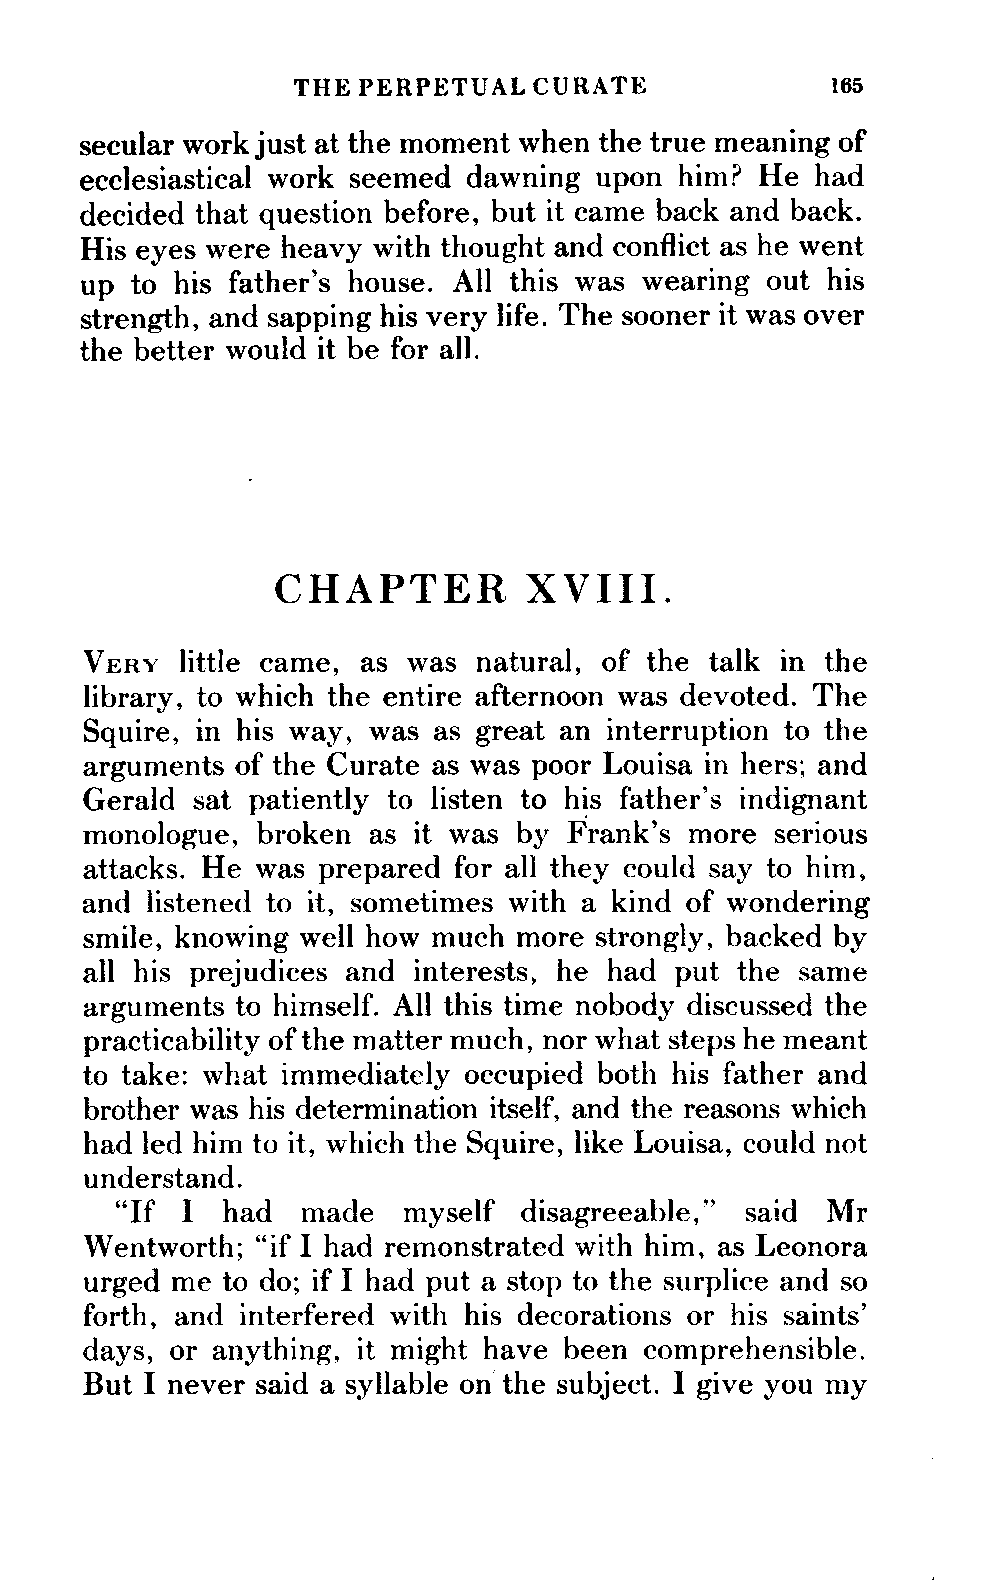 THE PERPETUAL CURATE 165
secular work just at the moment when the true meaning of
ecclesiastical work seemed dawning upon him? He had
decided that question before, but it came back and back.
His eyes were heavy with thought and conflict as he went
up to his father's house. All this was wearing out his
strength, and sapping his very life. The sooner it was over
the better would it be for all.
CHAPTER XVIII.
VERY little came, as was natural, of the talk in the
library, to which the entire afternoon was devoted. The
Squire, in his way, was as great an interruption to the
arguments of the Curate as was poor Louisa in hers; and
Gerald sat patiently to listen to his father's indignant
monologue, broken as it was by Frank's more serious
attacks. He was prepared for all they could say to him,
and listened to it, sometimes with a kind of wondering
smile, knowing well how much more strongly, backed by
all his prejudices and interests, he had put the same
arguments to himself. All this time nobody discussed the
practicability of the matter much, nor what steps he meant
to take: what immediately occupied both his father and
brother was his determination itself, and the reasons which
had led him to it, which the Squire, like Louisa, could not
understand.
“If I had made myself disagreeable,” said Mr
Wentworth; “if I had remonstrated with him, as Leonora
urged me to do; if I had put a stop to the surplice and so
forth, and interfered with his decorations or his saints'
days, or anything, it might have been comprehensible.
But I never said a syllable on the subject. I give you my